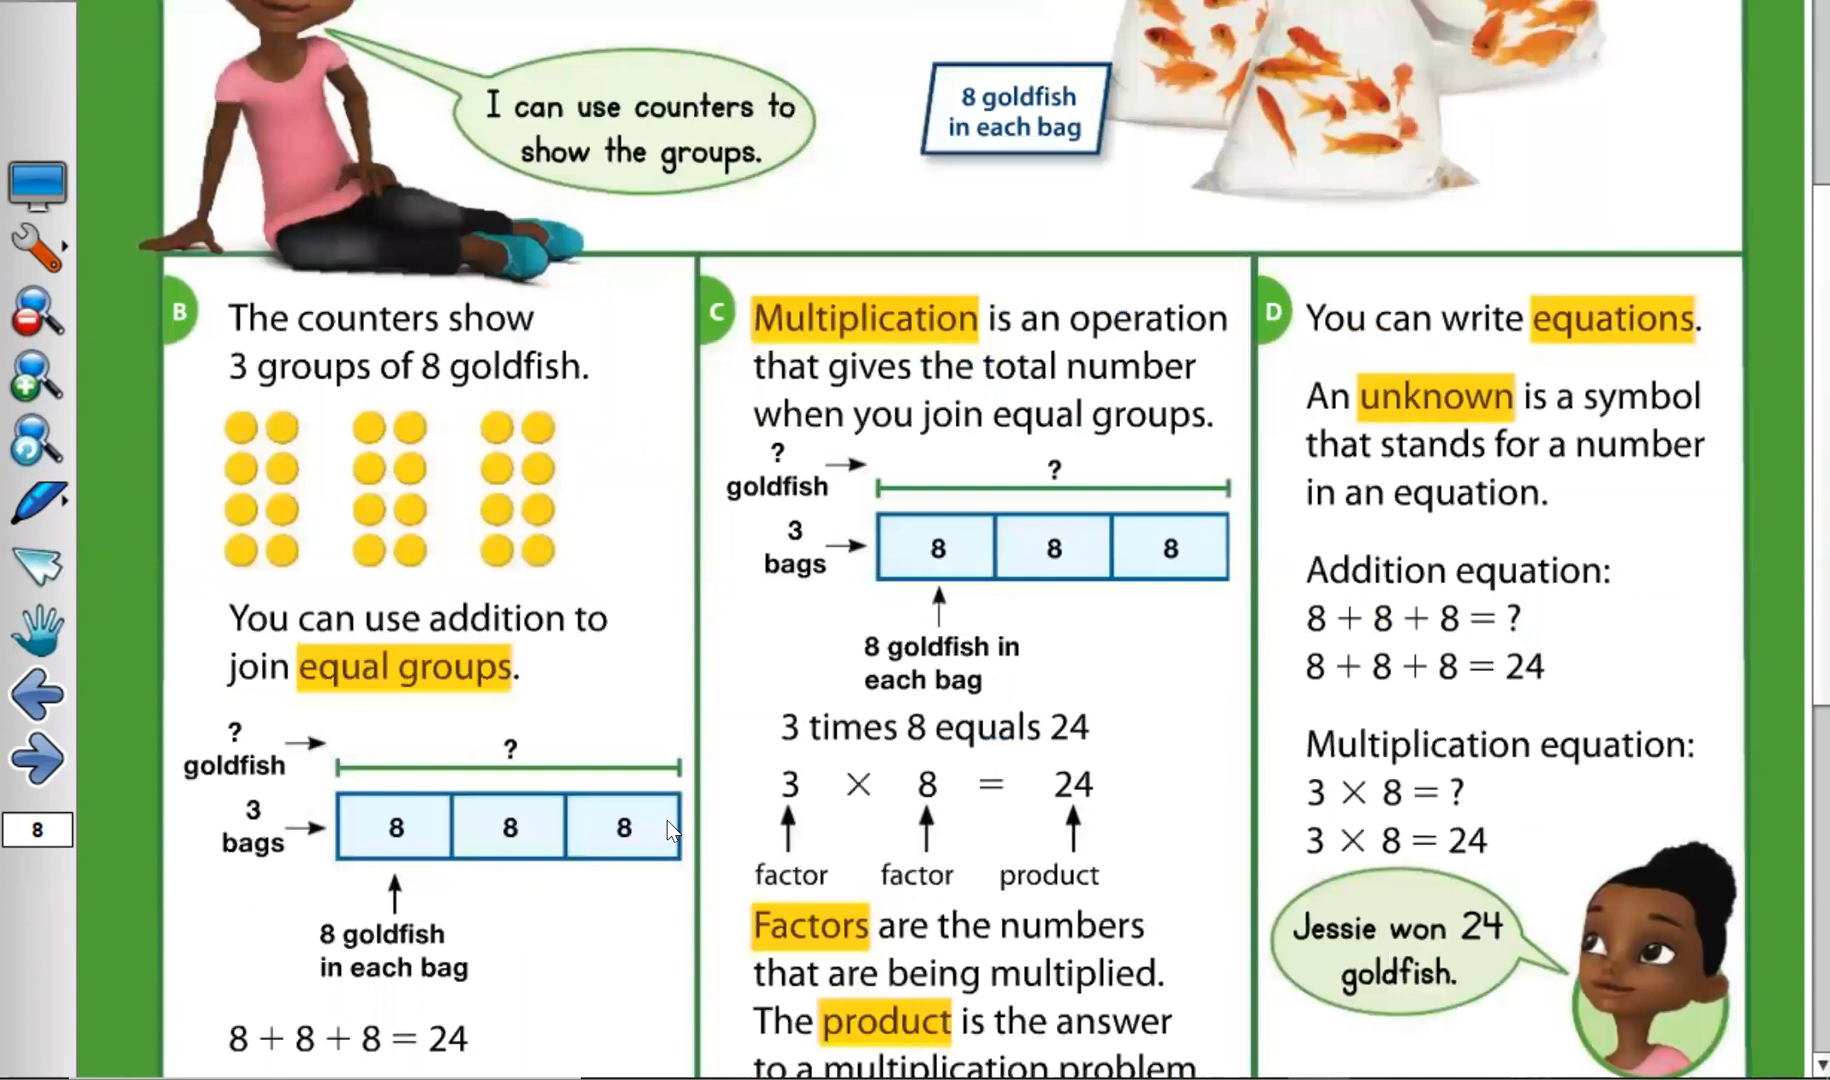 I can use counters to
show the groups.
8 goldfish
in each bag
B
The counters show
3 groups of 8 goldfish.
You can use addition to
join equal groups.
?
goldfish
?
3
bags
8 8 8
8 goldfish
in each bag
8 + 8 + 8 = 24
C
Multiplication is an operation
that gives the total number
when you join equal groups.
?
goldfish
?
3
bags
8 8 8
8 goldfish in
each bag
3 times 8 equals 24
3 × 8 = 24
factor factor product
Factors are the numbers
that are being multiplied.
The product is the answer
to a multiplication problem
D
You can write equations.
An unknown is a symbol
that stands for a number
in an equation.
Addition equation:
8 + 8 + 8 = ?
8 + 8 + 8 = 24
Multiplication equation:
3 × 8 = ?
3 × 8 = 24
Jessie won 24
goldfish.
8